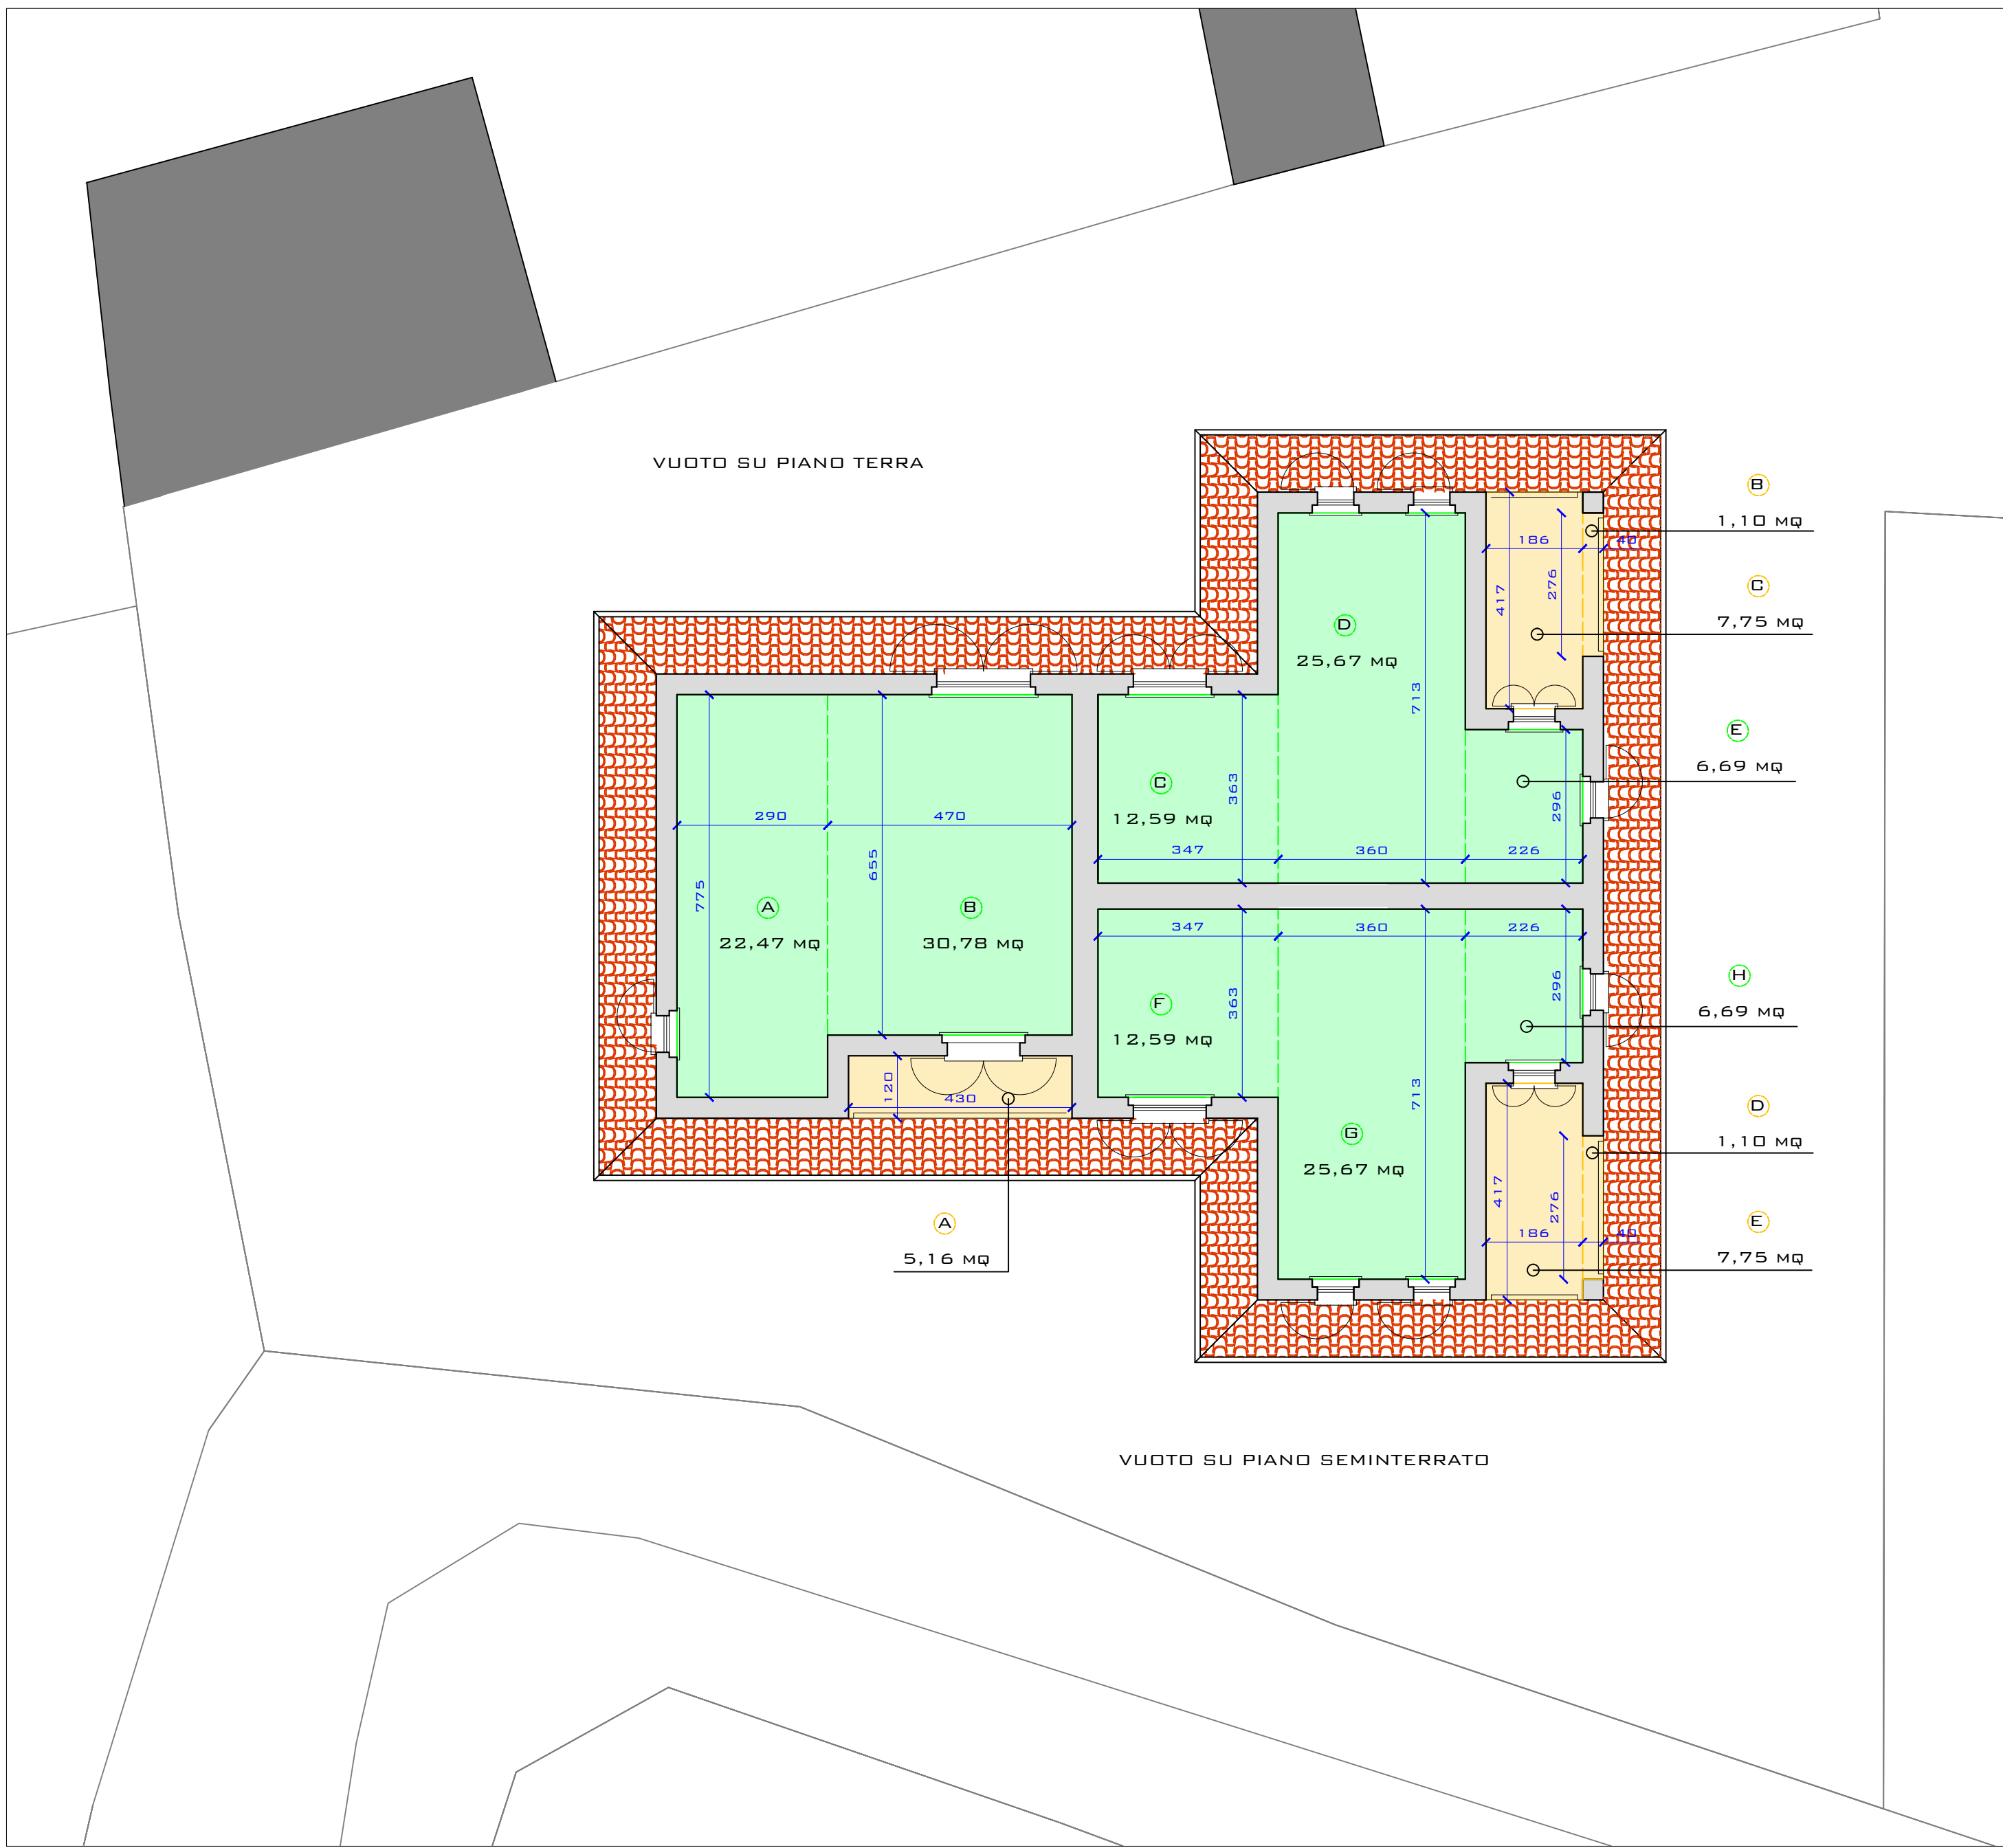 VUOTO SU PIANO TERRA
B
1,10 MQ
186
40
417
276
C
7,75 MQ
D
25,67 MQ
713
E
6,69 MQ
C
12,59 MQ
363
296
290
470
347
360
226
655
775
A
22,47 MQ
B
30,78 MQ
347
360
226
H
6,69 MQ
F
12,59 MQ
363
296
120
430
713
D
1,10 MQ
G
25,67 MQ
417
276
186
40
A
5,16 MQ
E
7,75 MQ
VUOTO SU PIANO SEMINTERRATO